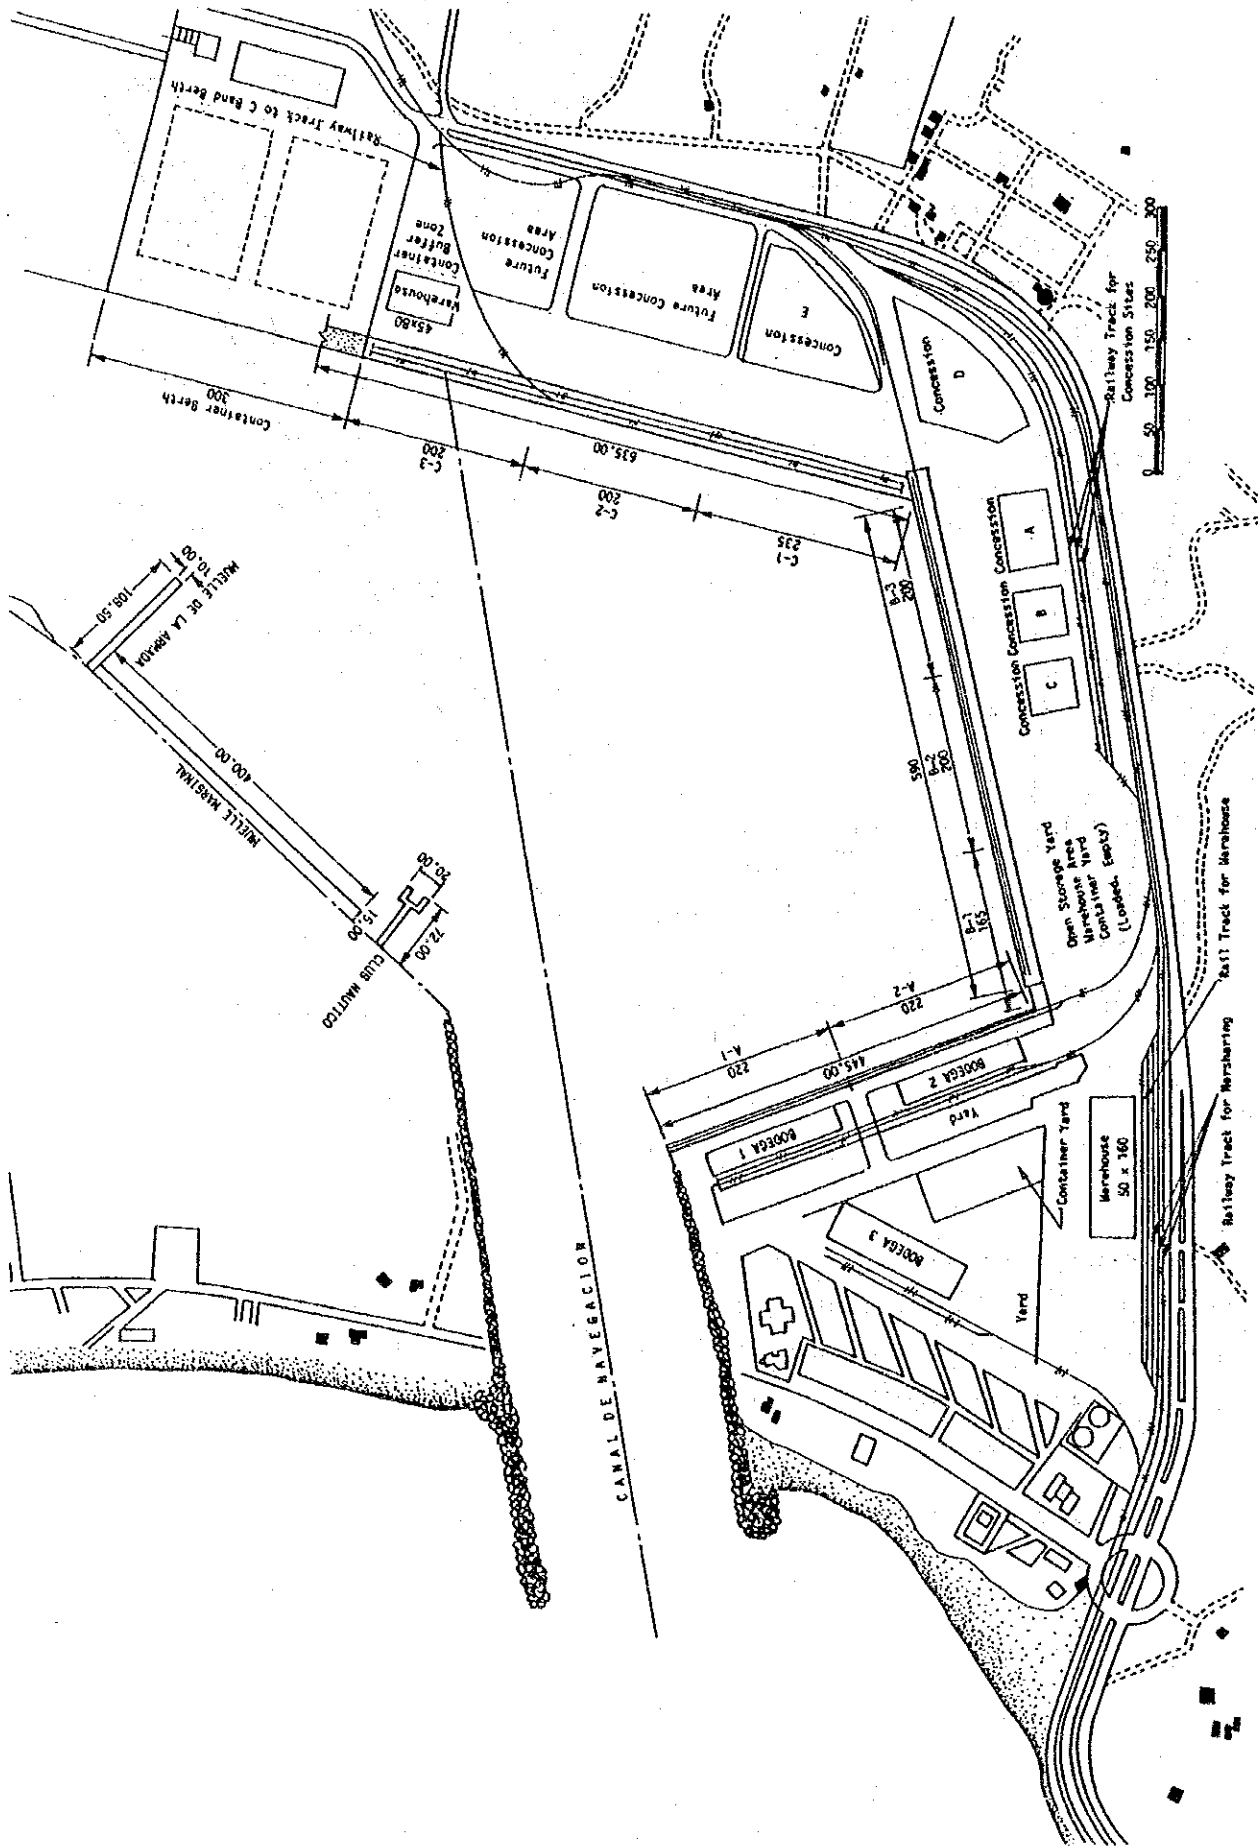 Railway Track to C Band Berth
Container
Buffer
Zone
Warehouse
45x80
Future
Concession
Area
Future Concession
Area
Concession
E
Concession
D
Container Berth
300
C-3
200
C-2
200
C-1
235
635.00
MUELLE DE LA ARMADA
10.00
109.50
MUELLE MARGINAL
400.00
15.00
CLUB NAUTICO
72.00
20.00
B-3
200
B-2
200
590
B-1
165
Concession
A
Concession
B
Concession
C
Railway Track for
Concession Sites
0 50 100 150 200 250 300
Open Storage Yard
Warehouse Area
Warehouse Yard
Container Yard
(Loaded, Empty)
A-2
220
A-1
220
445.00
BODEGA 1
BODEGA 2
Yard
BODEGA 3
Container Yard
Warehouse
50 x 160
Yard
Rail Track for Warehouse
Railway Track for Marsharing
CANAL DE NAVEGACION